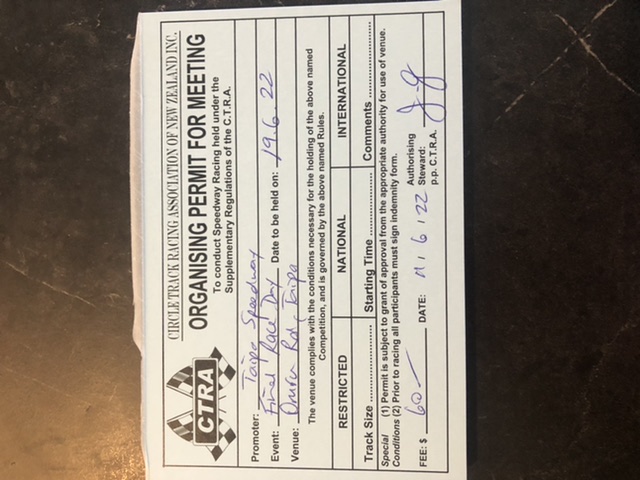 CIRCLE TRACK RACING ASSOCIATION OF NEW ZEALAND INC.
CTRA
ORGANISING PERMIT FOR MEETING
To conduct Speedway Racing held under the
Supplementary Regulations of the C.T.R.A.
Promoter: Taipa Speedway
Event: Final Race Day Date to be held on: 19.6.22
Venue: Oruru Rd, Taipa
The venue complies with the conditions necessary for the holding of the above named
Competition, and is governed by the above named Rules.
RESTRICTED NATIONAL INTERNATIONAL
Track Size .................... Starting Time .................... Comments ....................
Special (1) Permit is subject to grant of approval from the appropriate authority for use of venue.
Conditions (2) Prior to racing all participants must sign indemnity form.
FEE: $ 60 — DATE: 11/6/22 Authorising
Steward:
p.p. C.T.R.A.